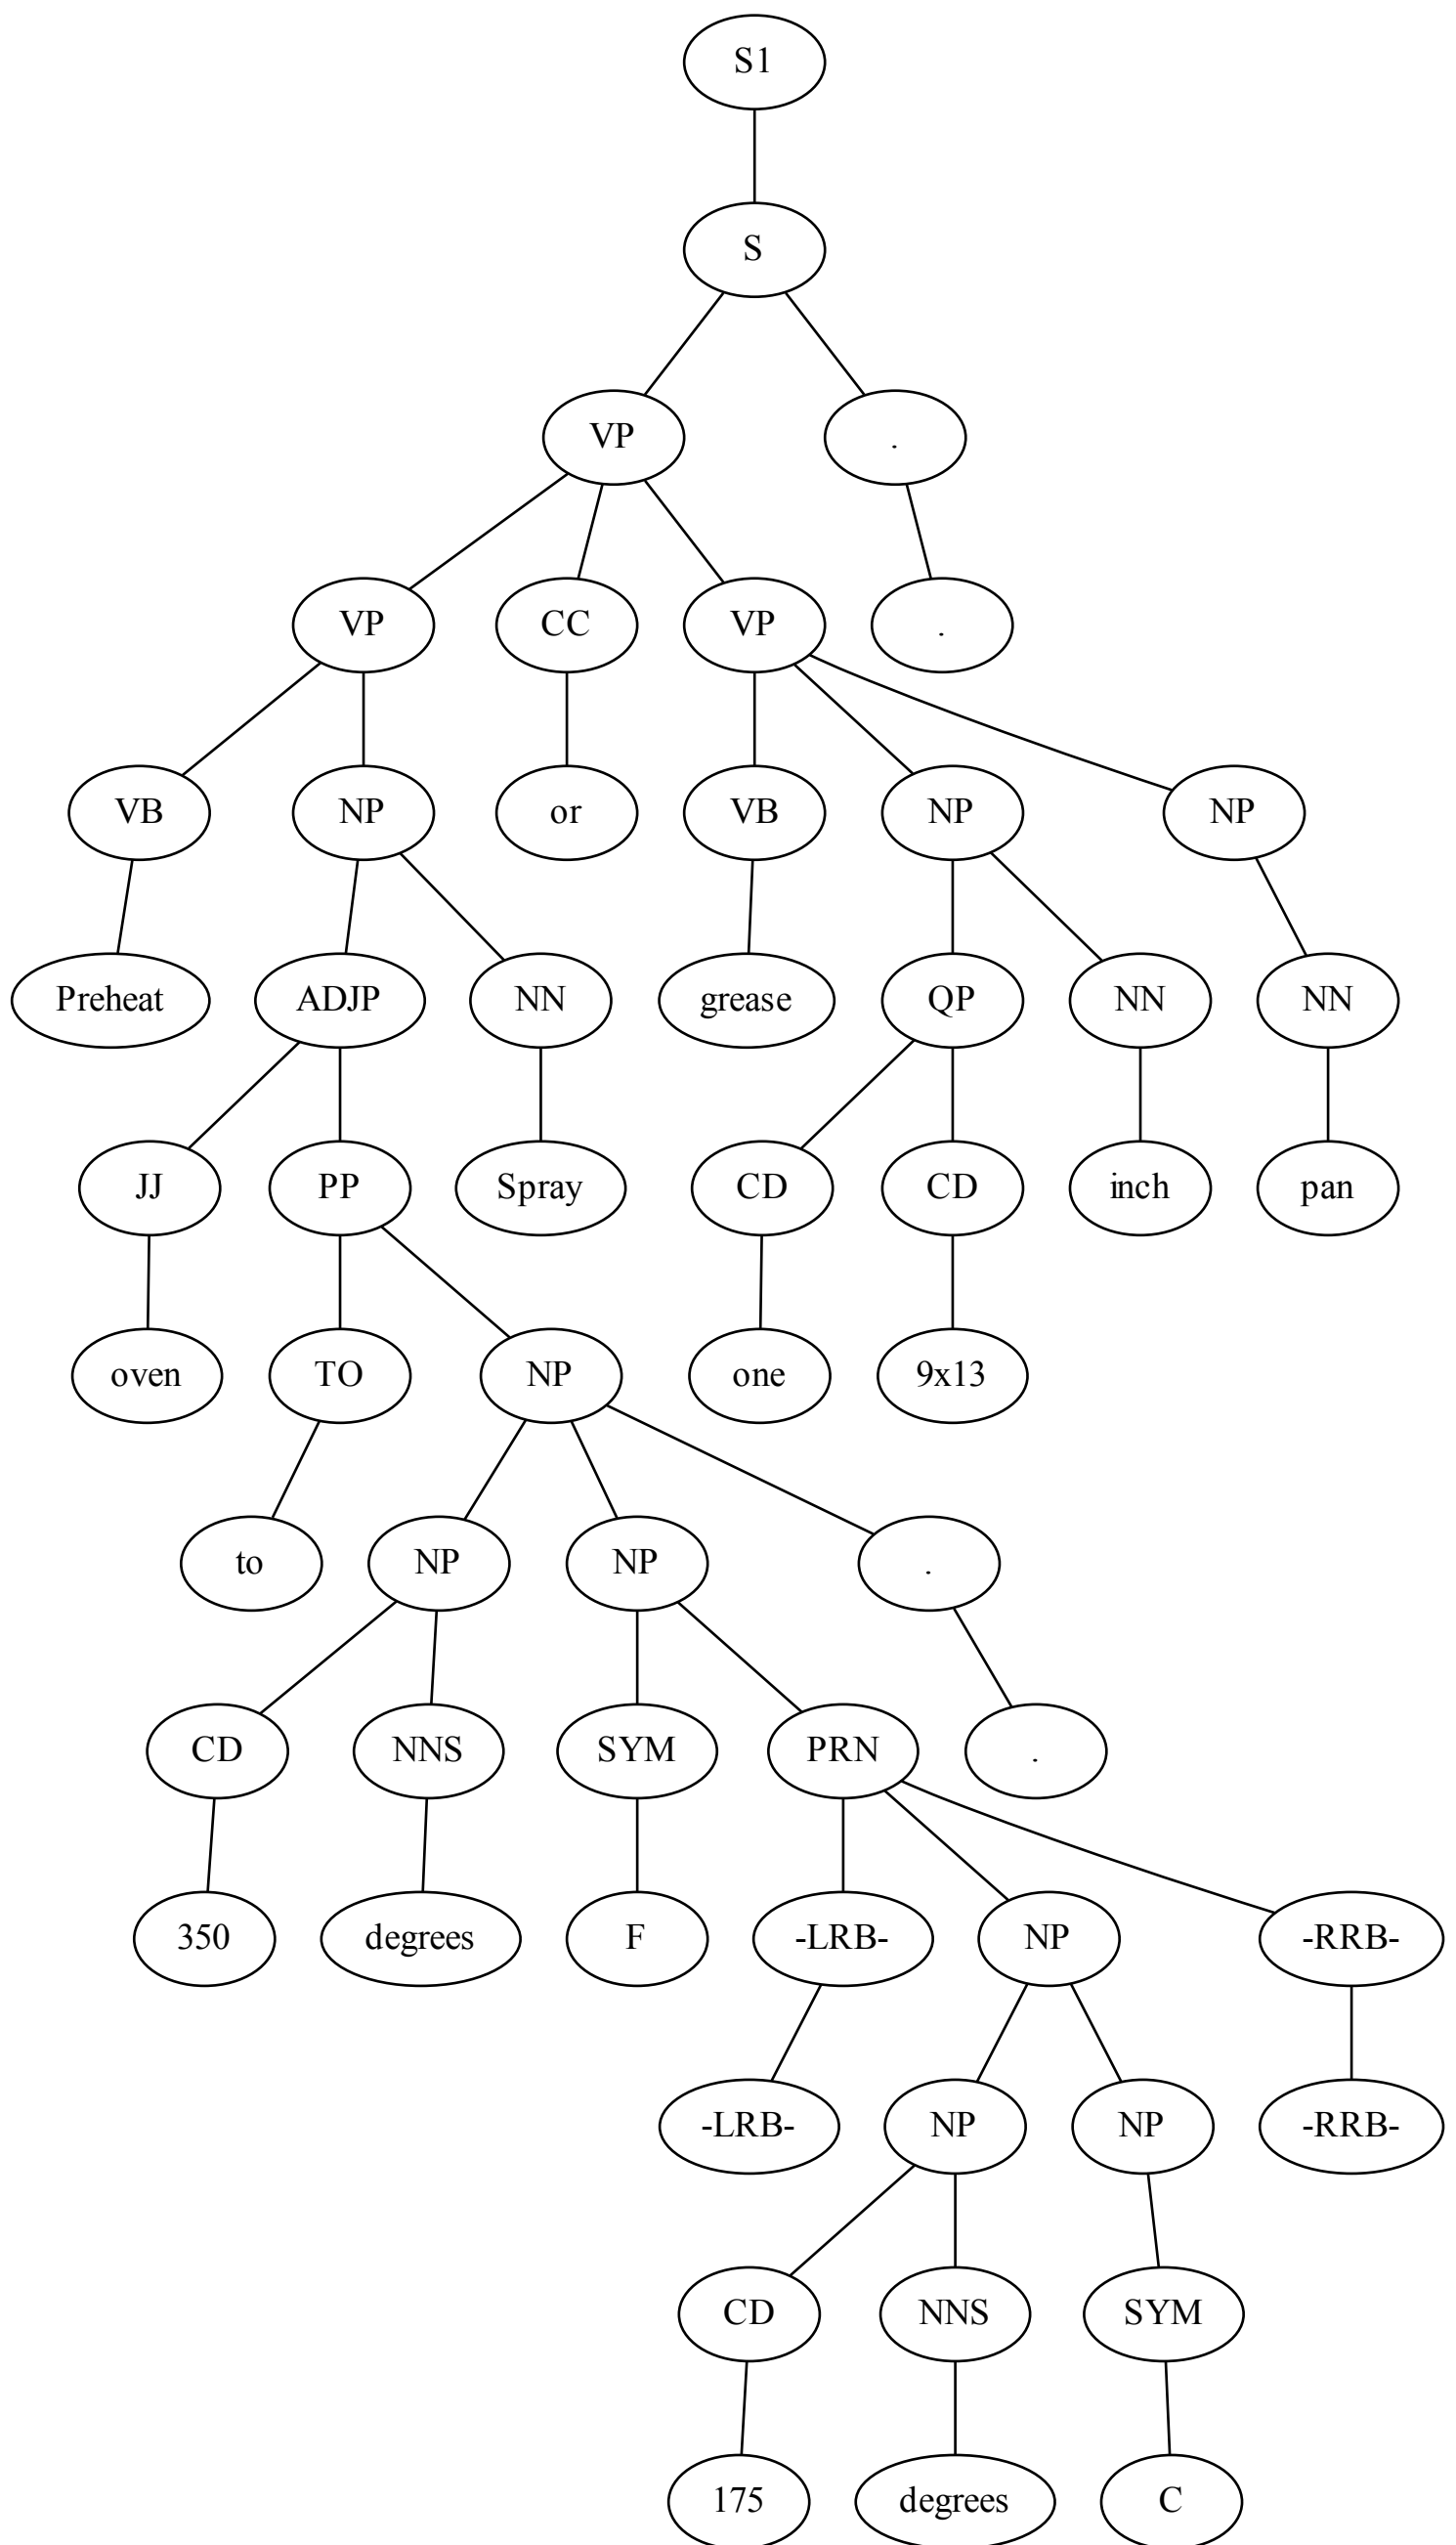 S1
S
VP .
VP CC VP .
VB NP or VB NP NP
Preheat ADJP NN grease QP NN NN
JJ PP Spray CD CD inch pan
oven TO NP one 9x13
to NP NP .
CD NNS SYM PRN .
350 degrees F -LRB- NP -RRB-
-LRB- NP NP -RRB-
CD NNS SYM
175 degrees C